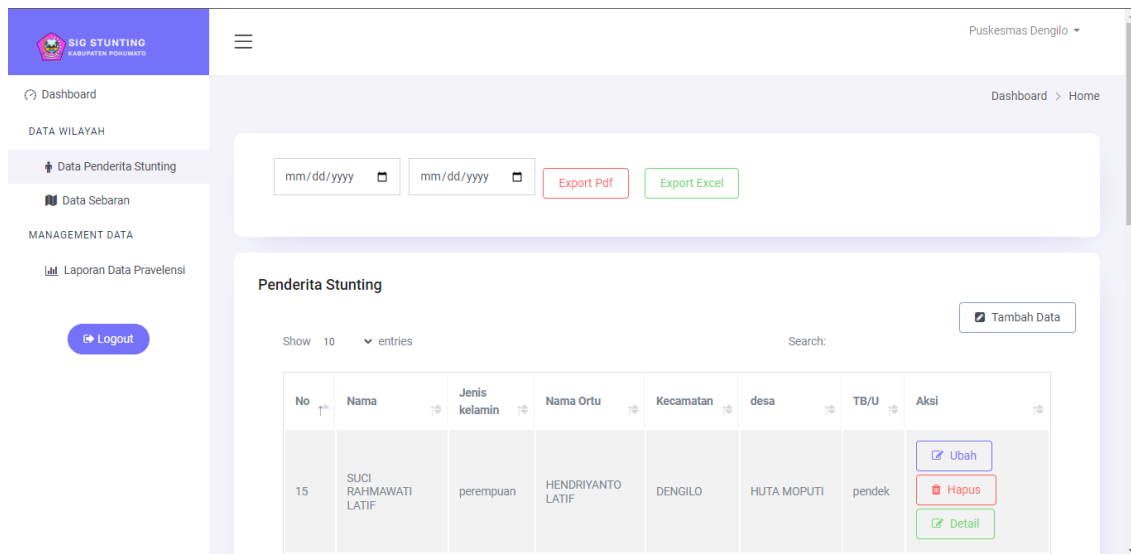 SIG STUNTING
KABUPATEN POHUWATO
Puskesmas Dengilo
Dashboard
Dashboard > Home
DATA WILAYAH
Data Penderita Stunting
Data Sebaran
MANAGEMENT DATA
Laporan Data Pravelensi
Logout
mm/dd/yyyy mm/dd/yyyy Export Pdf Export Excel
Penderita Stunting
Tambah Data
Show 10 entries Search:
No Nama Jenis kelamin Nama Ortu Kecamatan desa TB/U Aksi
15 SUCI RAHMAWATI LATIF perempuan HENDRIYANTO LATIF DENGILO HUTA MOPUTI pendek
Ubah
Hapus
Detail